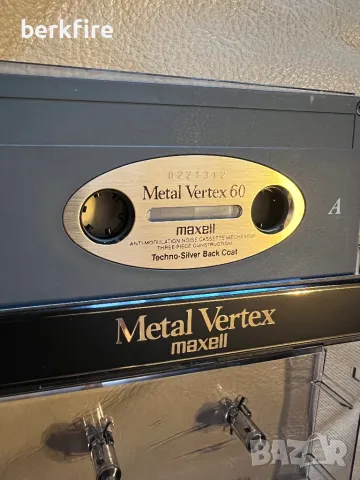 berkfire
0221312
Metal Vertex 60
maxell
ANTI-MODULATION NOISE CASSETTE MECHANISM
THREE-PIECE CONSTRUCTION
Techno-Silver Back Coat
A
Metal Vertex
maxell
BAZAR